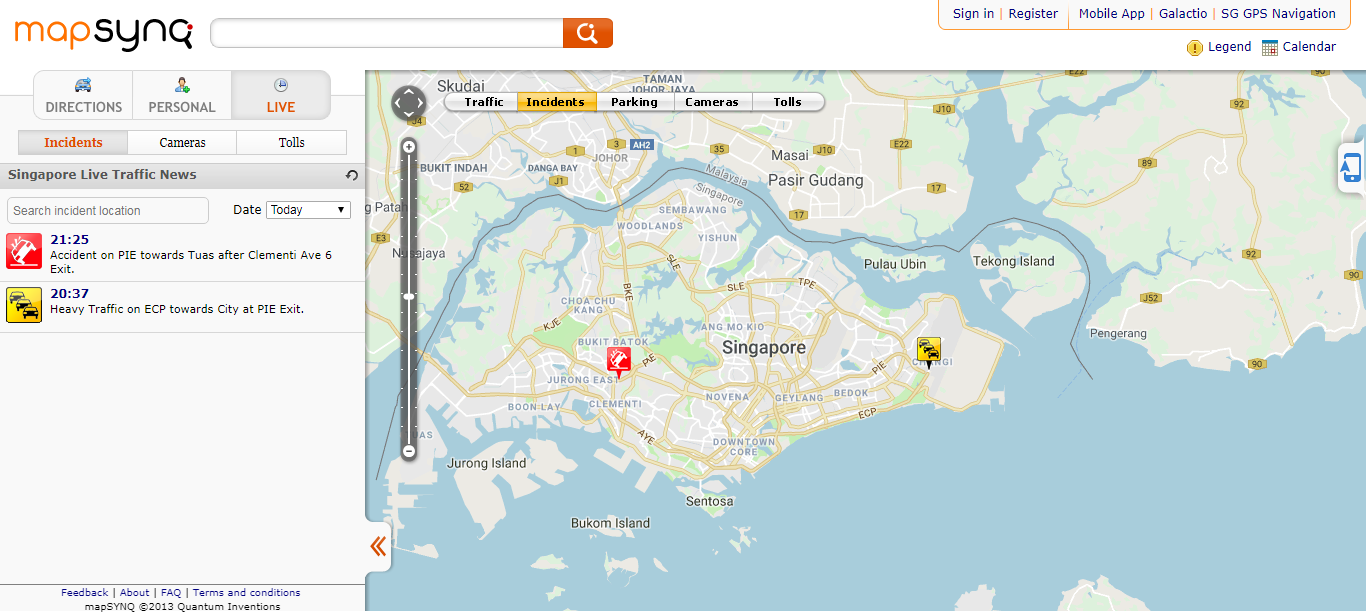 mapsynq
Sign in | Register
Mobile App | Galactio | SG GPS Navigation
Legend
Calendar
DIRECTIONS
PERSONAL
LIVE
Incidents
Cameras
Tolls
Singapore Live Traffic News
Search incident location
Date
Today
21:25
Accident on PIE towards Tuas after Clementi Ave 6
Exit.
20:37
Heavy Traffic on ECP towards City at PIE Exit.
Feedback | About | FAQ | Terms and conditions
mapSYNQ ©2013 Quantum Inventions
Traffic
Incidents
Parking
Cameras
Tolls
Skudai
TAMAN
JOHOR JAYA
E22
90
J4
J10
92
1
3
AH2
35
J10
E22
JOHOR
Masai
89
BUKIT INDAH
DANGA BAY
Malaysia
Singapore
Pasir Gudang
52
J1
17
g Patah
17
SEMBAWANG
WOODLANDS
YISHUN
E3
Nusajaya
SLE
Pulau Ubin
Tekong Island
92
90
BKE
SLE
TPE
J52
CHOA CHU
KANG
KJE
ANG MO KIO
Pengerang
BUKIT BATOK
Singapore
PIE
PIE
CHANGI
90
JURONG EAST
NOVENA
GEYLANG
BEDOK
BOON LAY
CLEMENTI
ECP
UAS
AYE
DOWNTOWN
CORE
Jurong Island
Sentosa
Bukom Island